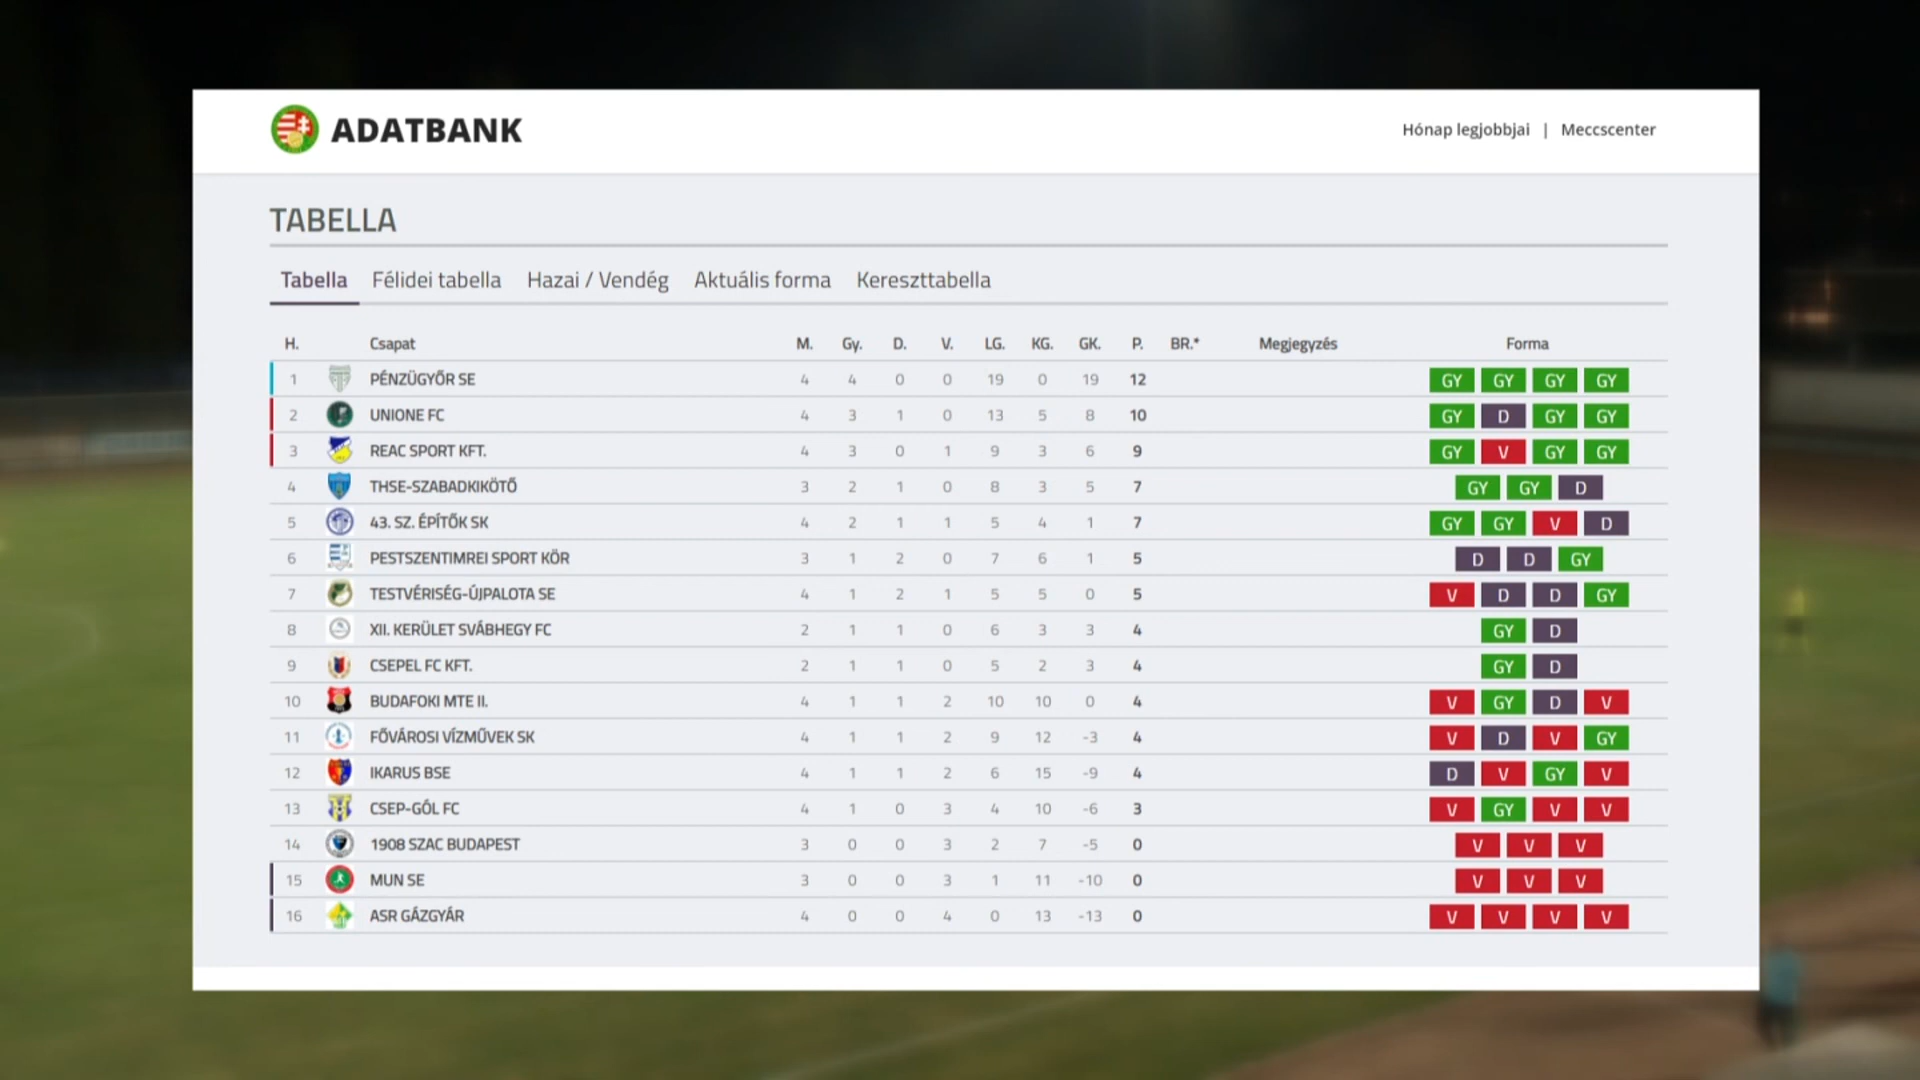 ADATBANK
Hónap legjobbjai | Meccscenter
TABELLA
Tabella Félidei tabella Hazai / Vendég Aktuális forma Kereszttabella
H. Csapat M. Gy. D. V. LG. KG. GK. P. BR.* Megjegyzés Forma
1 PÉNZÜGYŐR SE 4 4 0 0 19 0 19 12 GY GY GY GY
2 UNIONE FC 4 3 1 0 13 5 8 10 GY D GY GY
3 REAC SPORT KFT. 4 3 0 1 9 3 6 9 GY V GY GY
4 THSE-SZABADKIKÖTŐ 3 2 1 0 8 3 5 7 GY GY D
5 43. SZ. ÉPÍTŐK SK 4 2 1 1 5 4 1 7 GY GY V D
6 PESTSZENTIMREI SPORT KÖR 3 1 2 0 7 6 1 5 D D GY
7 TESTVÉRISÉG-ÚJPALOTA SE 4 1 2 1 5 5 0 5 V D D GY
8 XII. KERÜLET SVÁBHEGY FC 2 1 1 0 6 3 3 4 GY D
9 CSEPEL FC KFT. 2 1 1 0 5 2 3 4 GY D
10 BUDAFOKI MTE II. 4 1 1 2 10 10 0 4 V GY D V
11 FŐVÁROSI VÍZMŰVEK SK 4 1 1 2 9 12 -3 4 V D V GY
12 IKARUS BSE 4 1 1 2 6 15 -9 4 D V GY V
13 CSEP-GÓL FC 4 1 0 3 4 10 -6 3 V GY V V
14 1908 SZAC BUDAPEST 3 0 0 3 2 7 -5 0 V V V
15 MUN SE 3 0 0 3 1 11 -10 0 V V V
16 ASR GÁZGYÁR 4 0 0 4 0 13 -13 0 V V V V